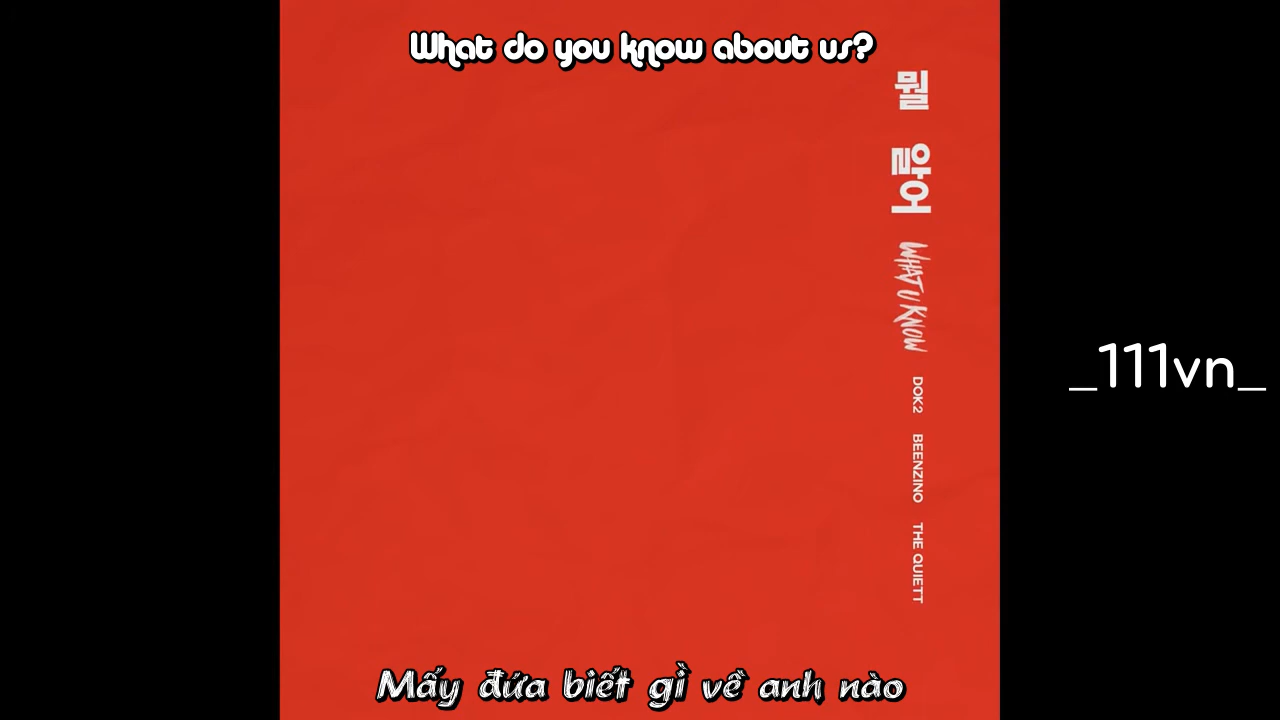 What do you know about us?
뭘 알어 WHAT U KNOW DOK2 BEENZINO THE QUIETT
_111vn_
Mấy đứa biết gì về anh nào